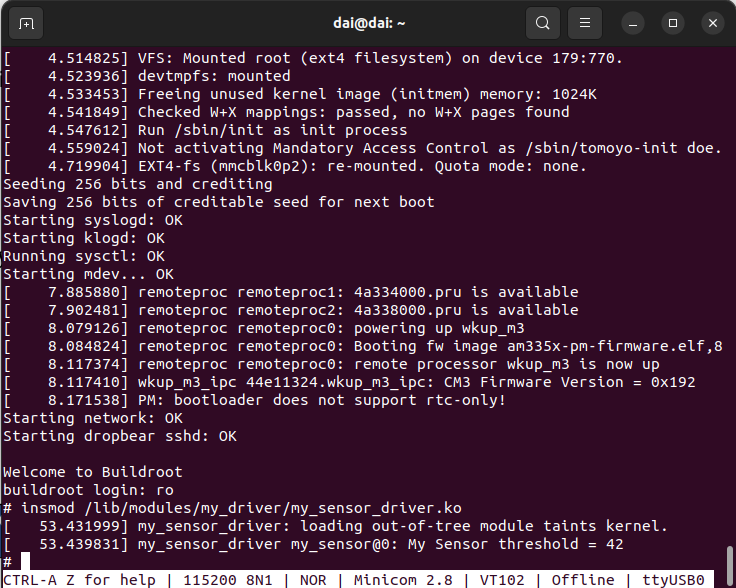 dai@dai: ~
[    4.514825] VFS: Mounted root (ext4 filesystem) on device 179:770.
[    4.523936] devtmpfs: mounted
[    4.533453] Freeing unused kernel image (initmem) memory: 1024K
[    4.541849] Checked W+X mappings: passed, no W+X pages found
[    4.547612] Run /sbin/init as init process
[    4.559024] Not activating Mandatory Access Control as /sbin/tomoyo-init doe.
[    4.719904] EXT4-fs (mmcblk0p2): re-mounted. Quota mode: none.
Seeding 256 bits and crediting
Saving 256 bits of creditable seed for next boot
Starting syslogd: OK
Starting klogd: OK
Running sysctl: OK
Starting mdev... OK
[    7.885880] remoteproc remoteproc1: 4a334000.pru is available
[    7.902481] remoteproc remoteproc2: 4a338000.pru is available
[    8.079126] remoteproc remoteproc0: powering up wkup_m3
[    8.084824] remoteproc remoteproc0: Booting fw image am335x-pm-firmware.elf,8
[    8.117374] remoteproc remoteproc0: remote processor wkup_m3 is now up
[    8.117410] wkup_m3_ipc 44e11324.wkup_m3_ipc: CM3 Firmware Version = 0x192
[    8.171538] PM: bootloader does not support rtc-only!
Starting network: OK
Starting dropbear sshd: OK
Welcome to Buildroot
buildroot login: ro
# insmod /lib/modules/my_driver/my_sensor_driver.ko
[   53.431999] my_sensor_driver: loading out-of-tree module taints kernel.
[   53.439831] my_sensor_driver my_sensor@0: My Sensor threshold = 42
#
CTRL-A Z for help | 115200 8N1 | NOR | Minicom 2.8 | VT102 | Offline | ttyUSB0